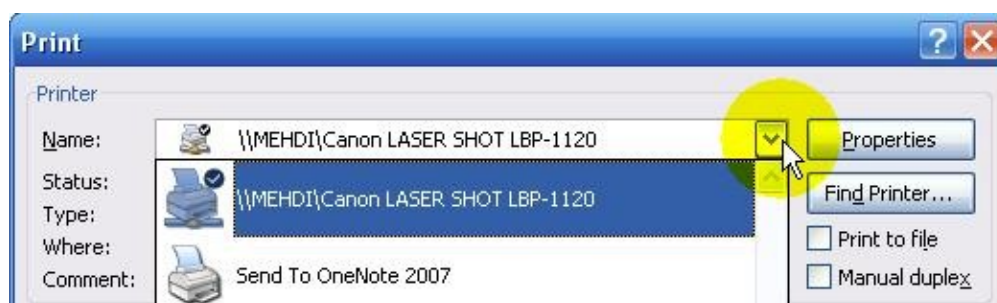 Print
Printer
Name: \\MEHDI\Canon LASER SHOT LBP-1120 Properties
Status: \\MEHDI\Canon LASER SHOT LBP-1120 Find Printer...
Type:
Where: Print to file
Comment: Send To OneNote 2007 Manual duplex